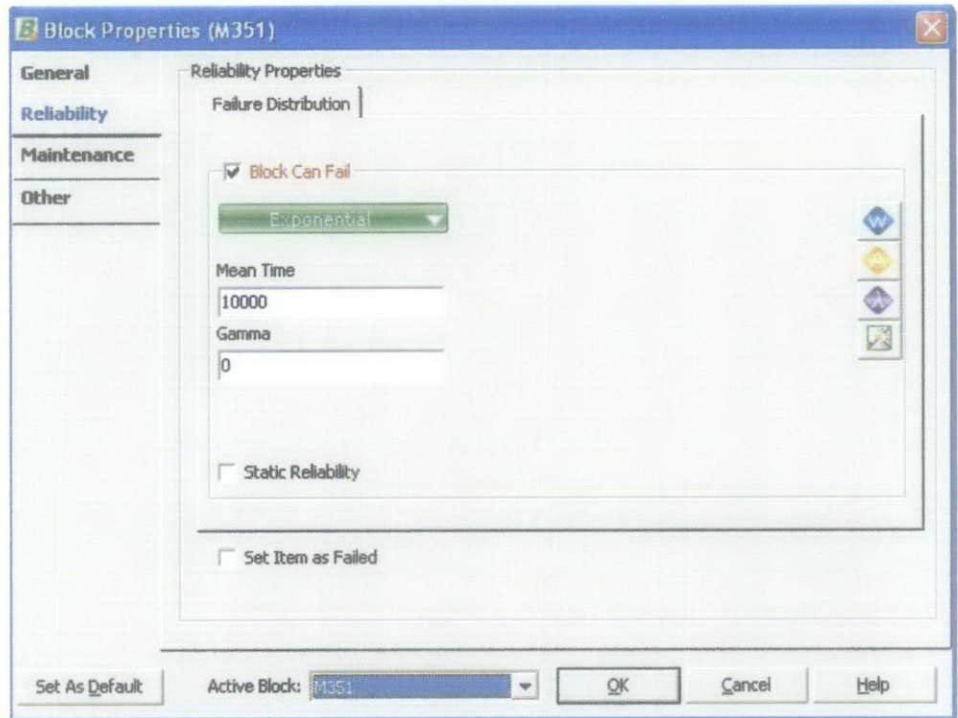 Block Properties (M351)
General
Reliability
Maintenance
Other
Reliability Properties
Failure Distribution
Block Can Fail
Exponential
Mean Time
10000
Gamma
0
Static Reliability
Set Item as Failed
Set As Default
Active Block: M351
OK
Cancel
Help